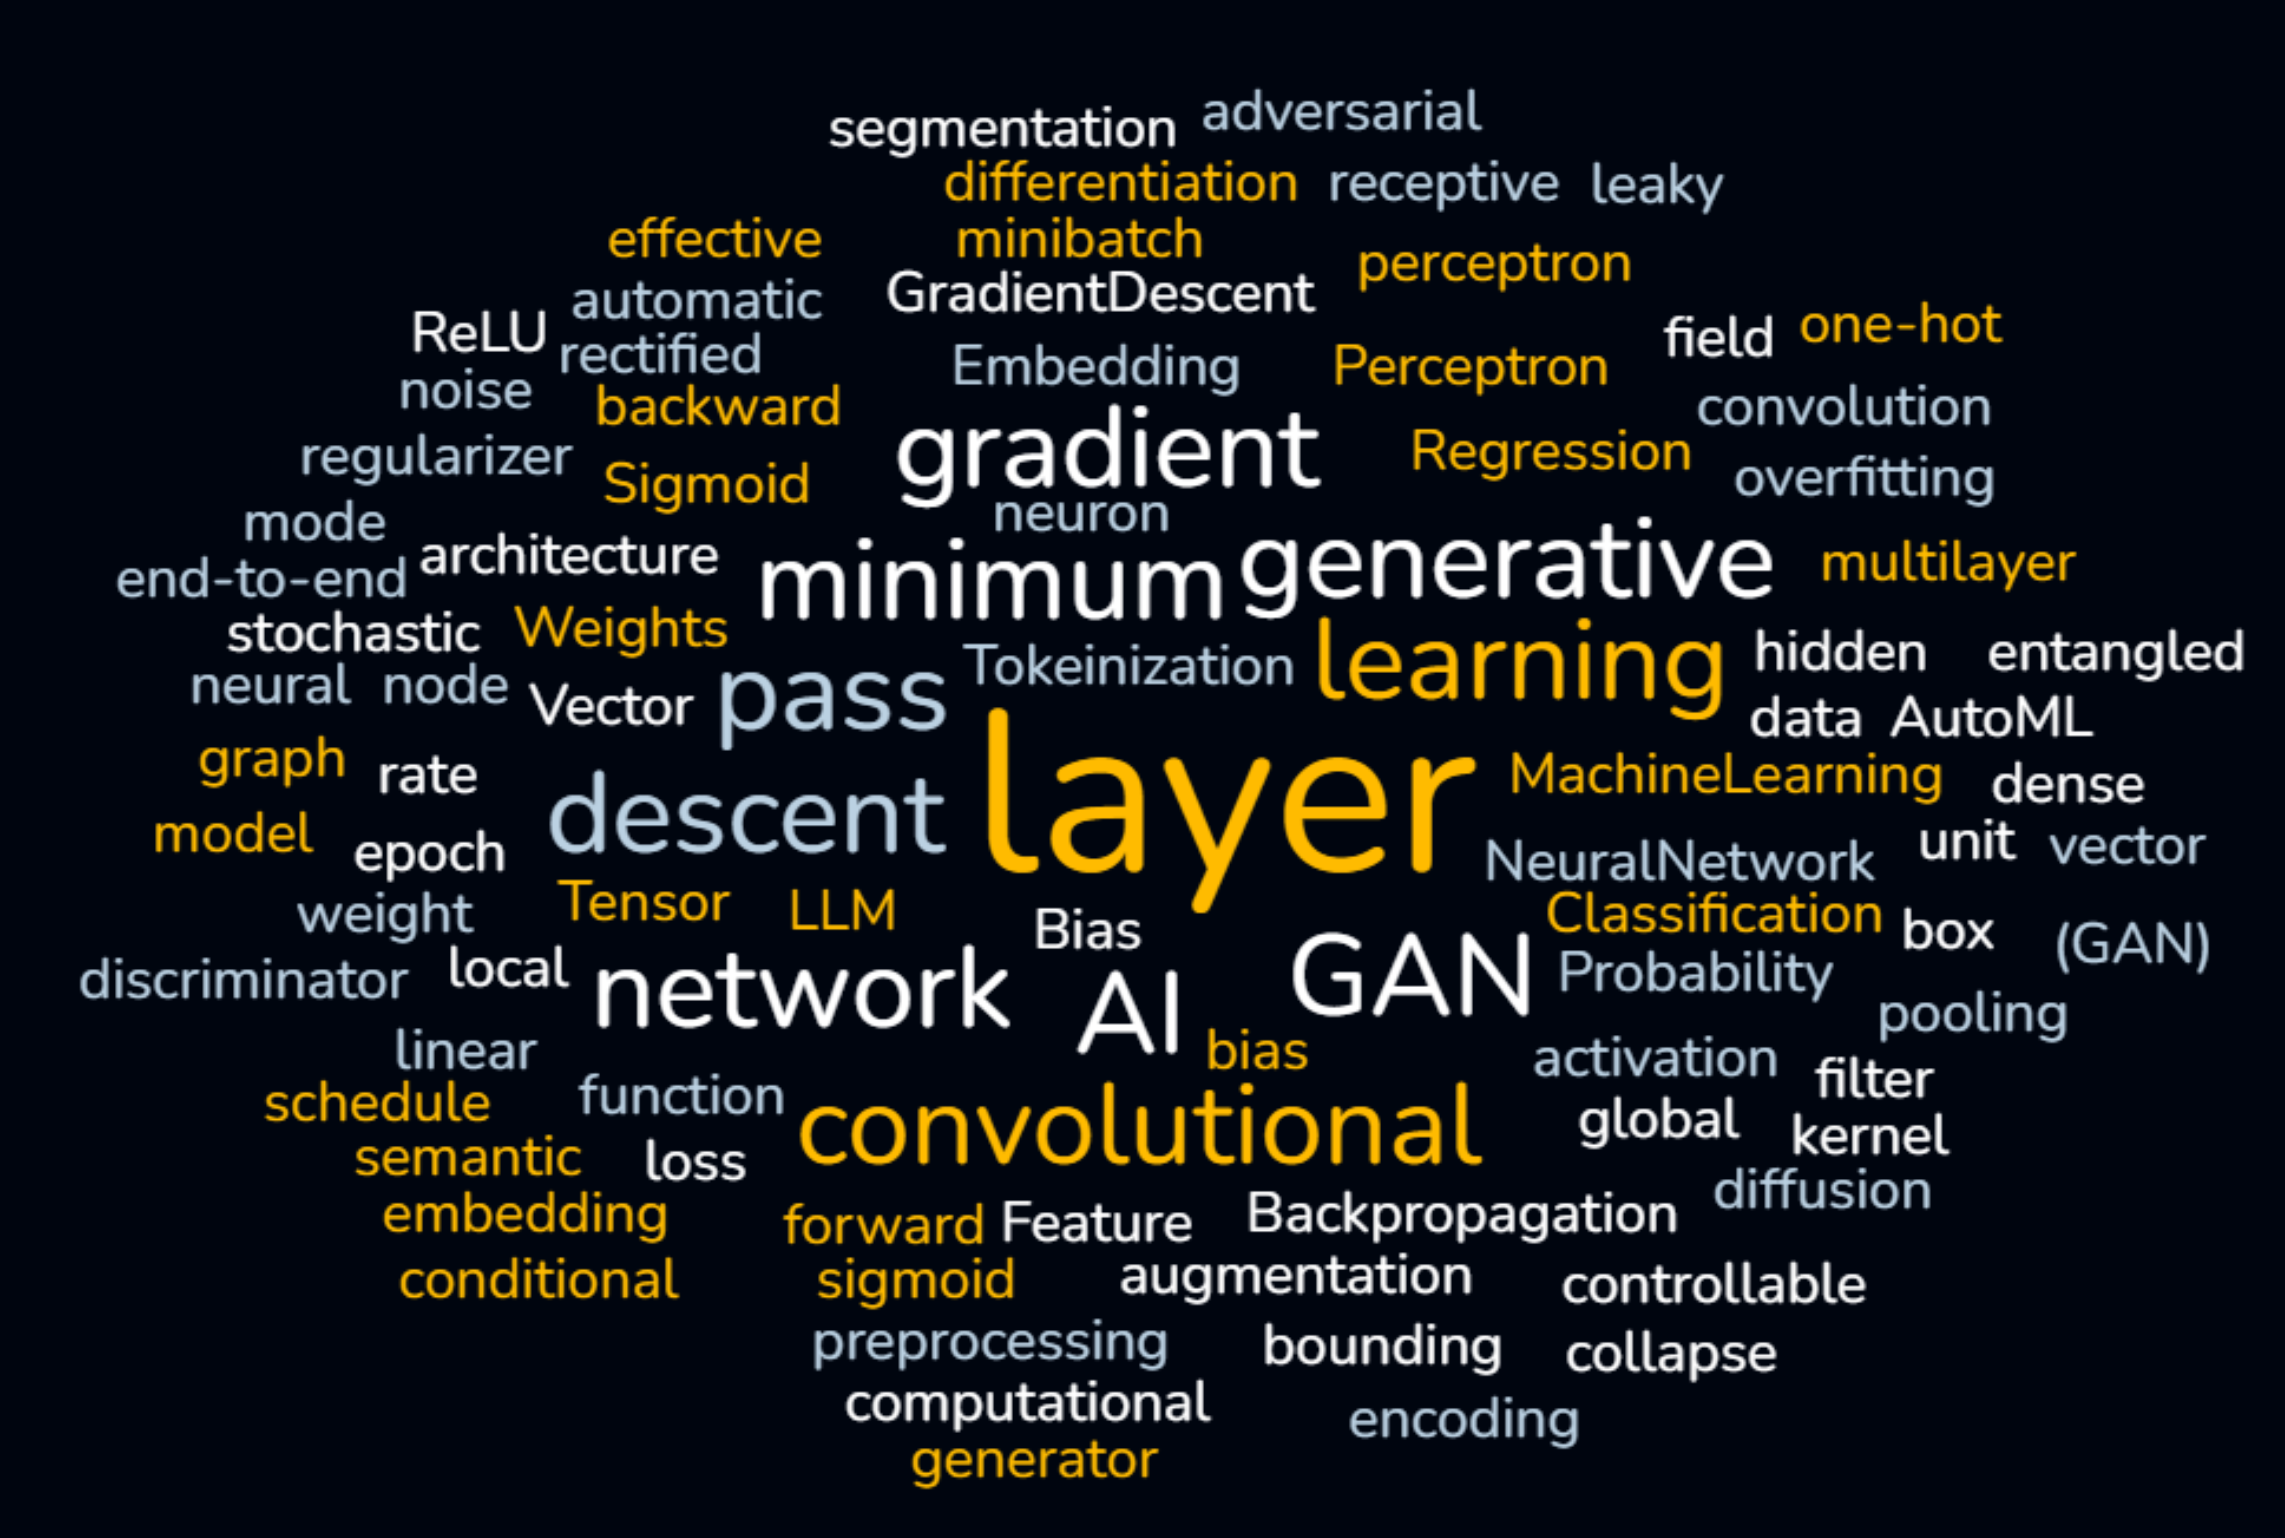 segmentation adversarial
differentiation receptive leaky
effective minibatch perceptron
automatic GradientDescent
ReLU rectified field one-hot
noise Embedding Perceptron
backward convolution
regularizer Sigmoid gradient Regression overfitting
mode neuron
end-to-end architecture minimum generative multilayer
stochastic Weights Tokeinization learning hidden entangled
neural node Vector pass data AutoML
graph rate MachineLearning dense
model epoch descent layer NeuralNetwork unit vector
weight Tensor LLM Bias Classification box (GAN)
discriminator local network AI GAN Probability pooling
linear bias activation filter
schedule function convolutional global kernel
semantic loss diffusion
embedding forward Feature Backpropagation
conditional sigmoid augmentation controllable
preprocessing bounding collapse
computational encoding
generator